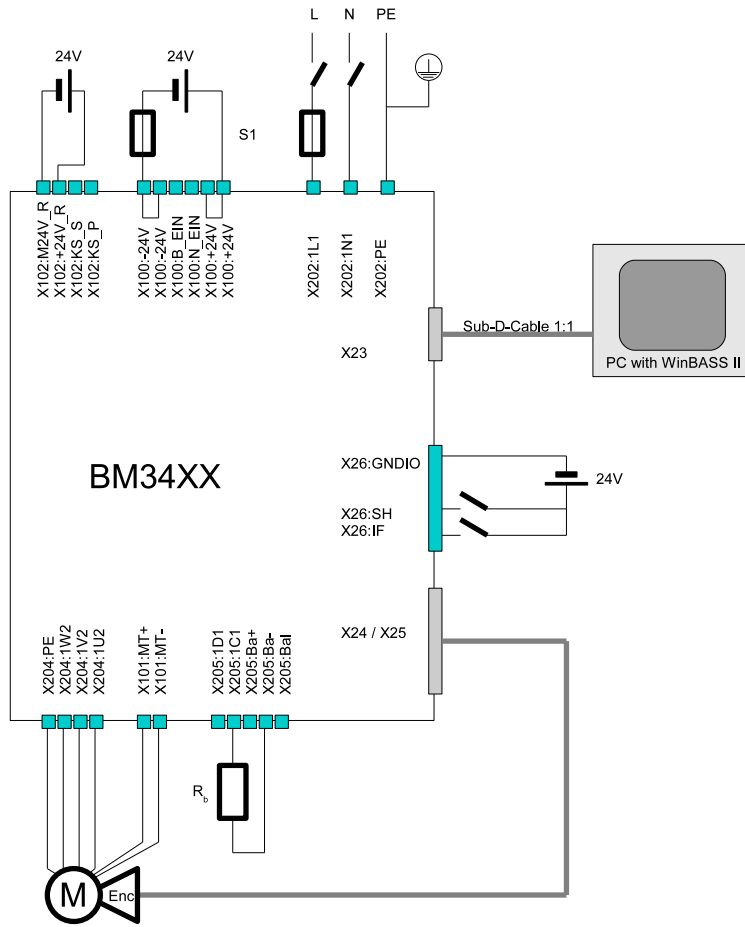 L N PE
24V
24V
S1
X102:M24V_R
X102:+24V_R
X102:KS_S
X102:KS_P
X100:-24V
X100:-24V
X100:B_EIN
X100:N_EIN
X100:+24V
X100:+24V
X202:1L1
X202:1N1
X202:PE
X23
Sub-D-Cable 1:1
PC with WinBASS II
BM34XX
X26:GNDIO
24V
X26:SH
X26:IF
X24 / X25
X204:PE
X204:1W2
X204:1V2
X204:1U2
X101:MT+
X101:MT-
X205:1D1
X205:1C1
X205:Ba+
X205:Ba-
X205:BaI
Rb
M
Enc